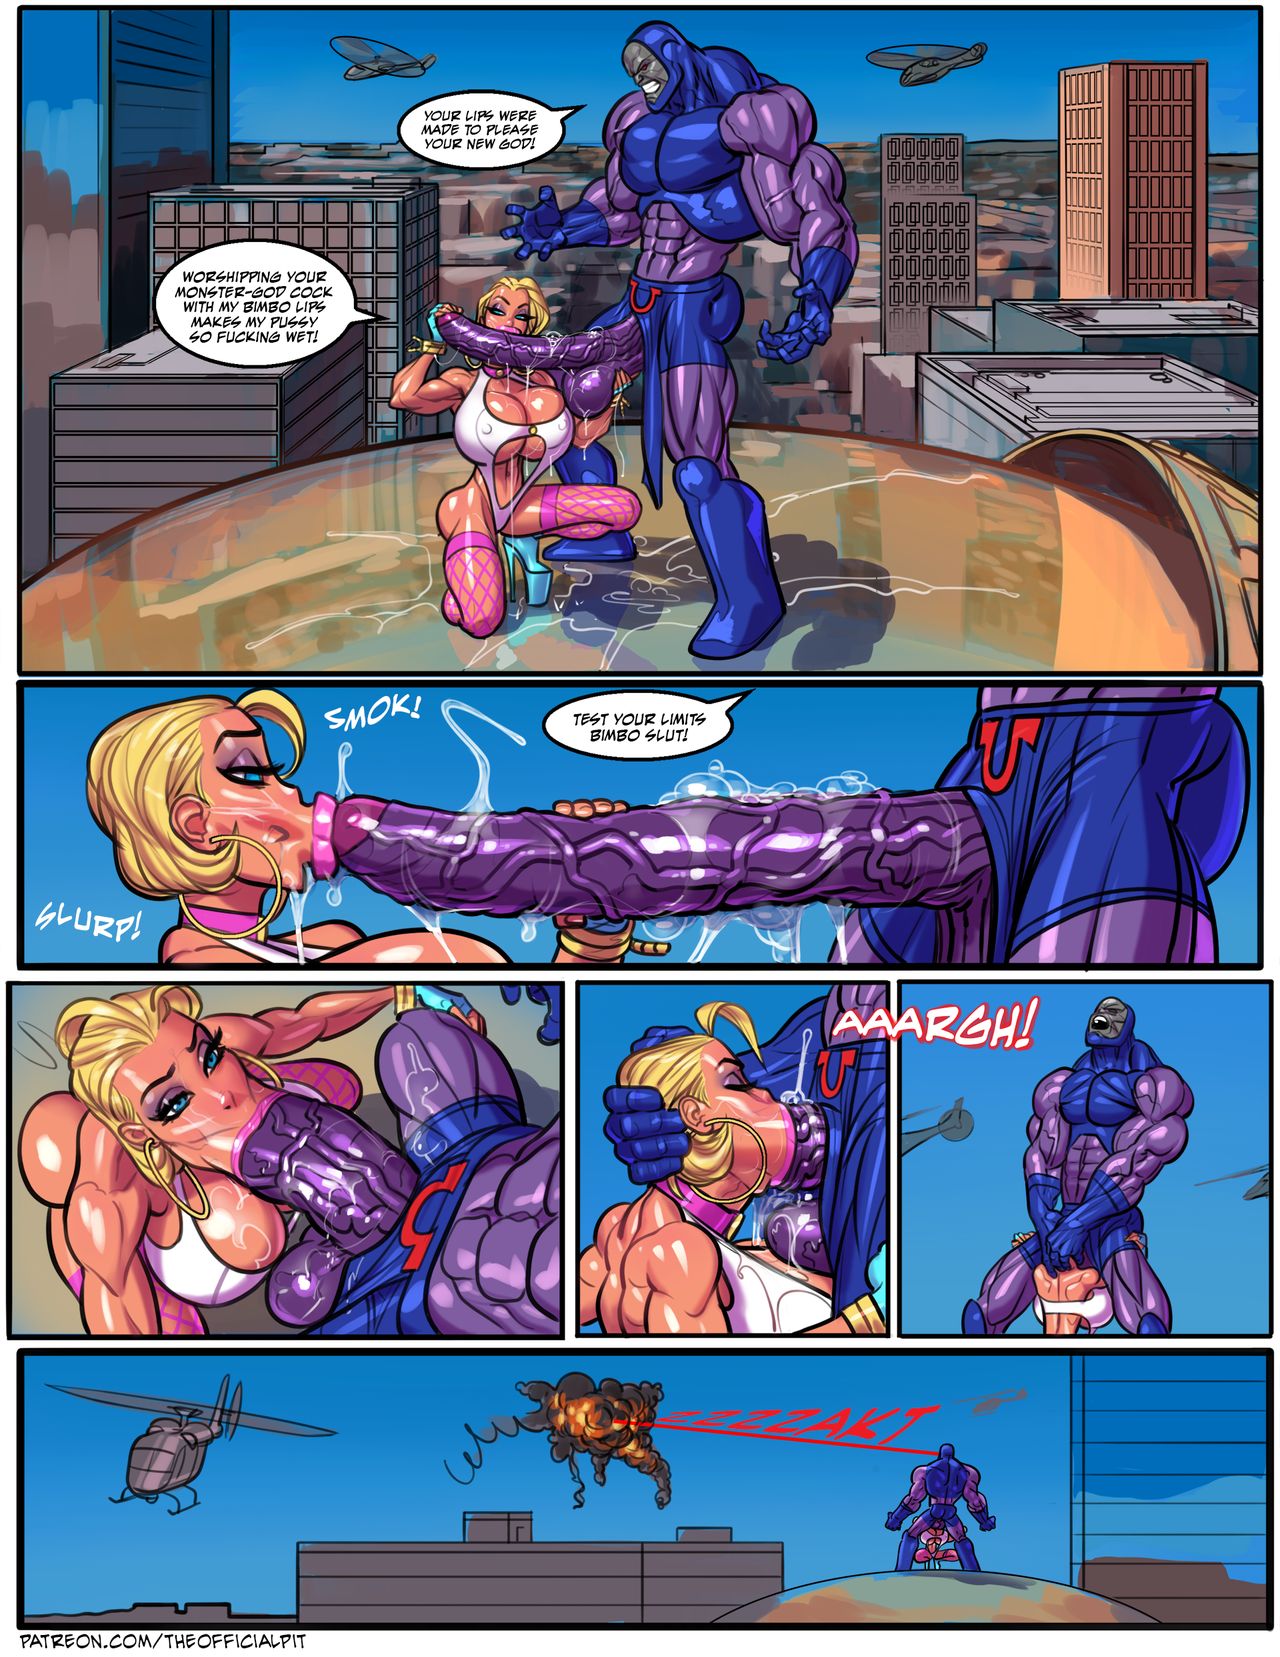 YOUR LIPS WERE
MADE TO PLEASE
YOUR NEW GOD!
WORSHIPPING YOUR
MONSTER-GOD COCK
WITH MY BIMBO LIPS
MAKES MY PUSSY
SO FUCKING WET!
SMOK!
TEST YOUR LIMITS
BIMBO SLUT!
SLURP!
AAARGH!
ZZZZZAKT
PATREON.COM/THEOFFICIALPIT